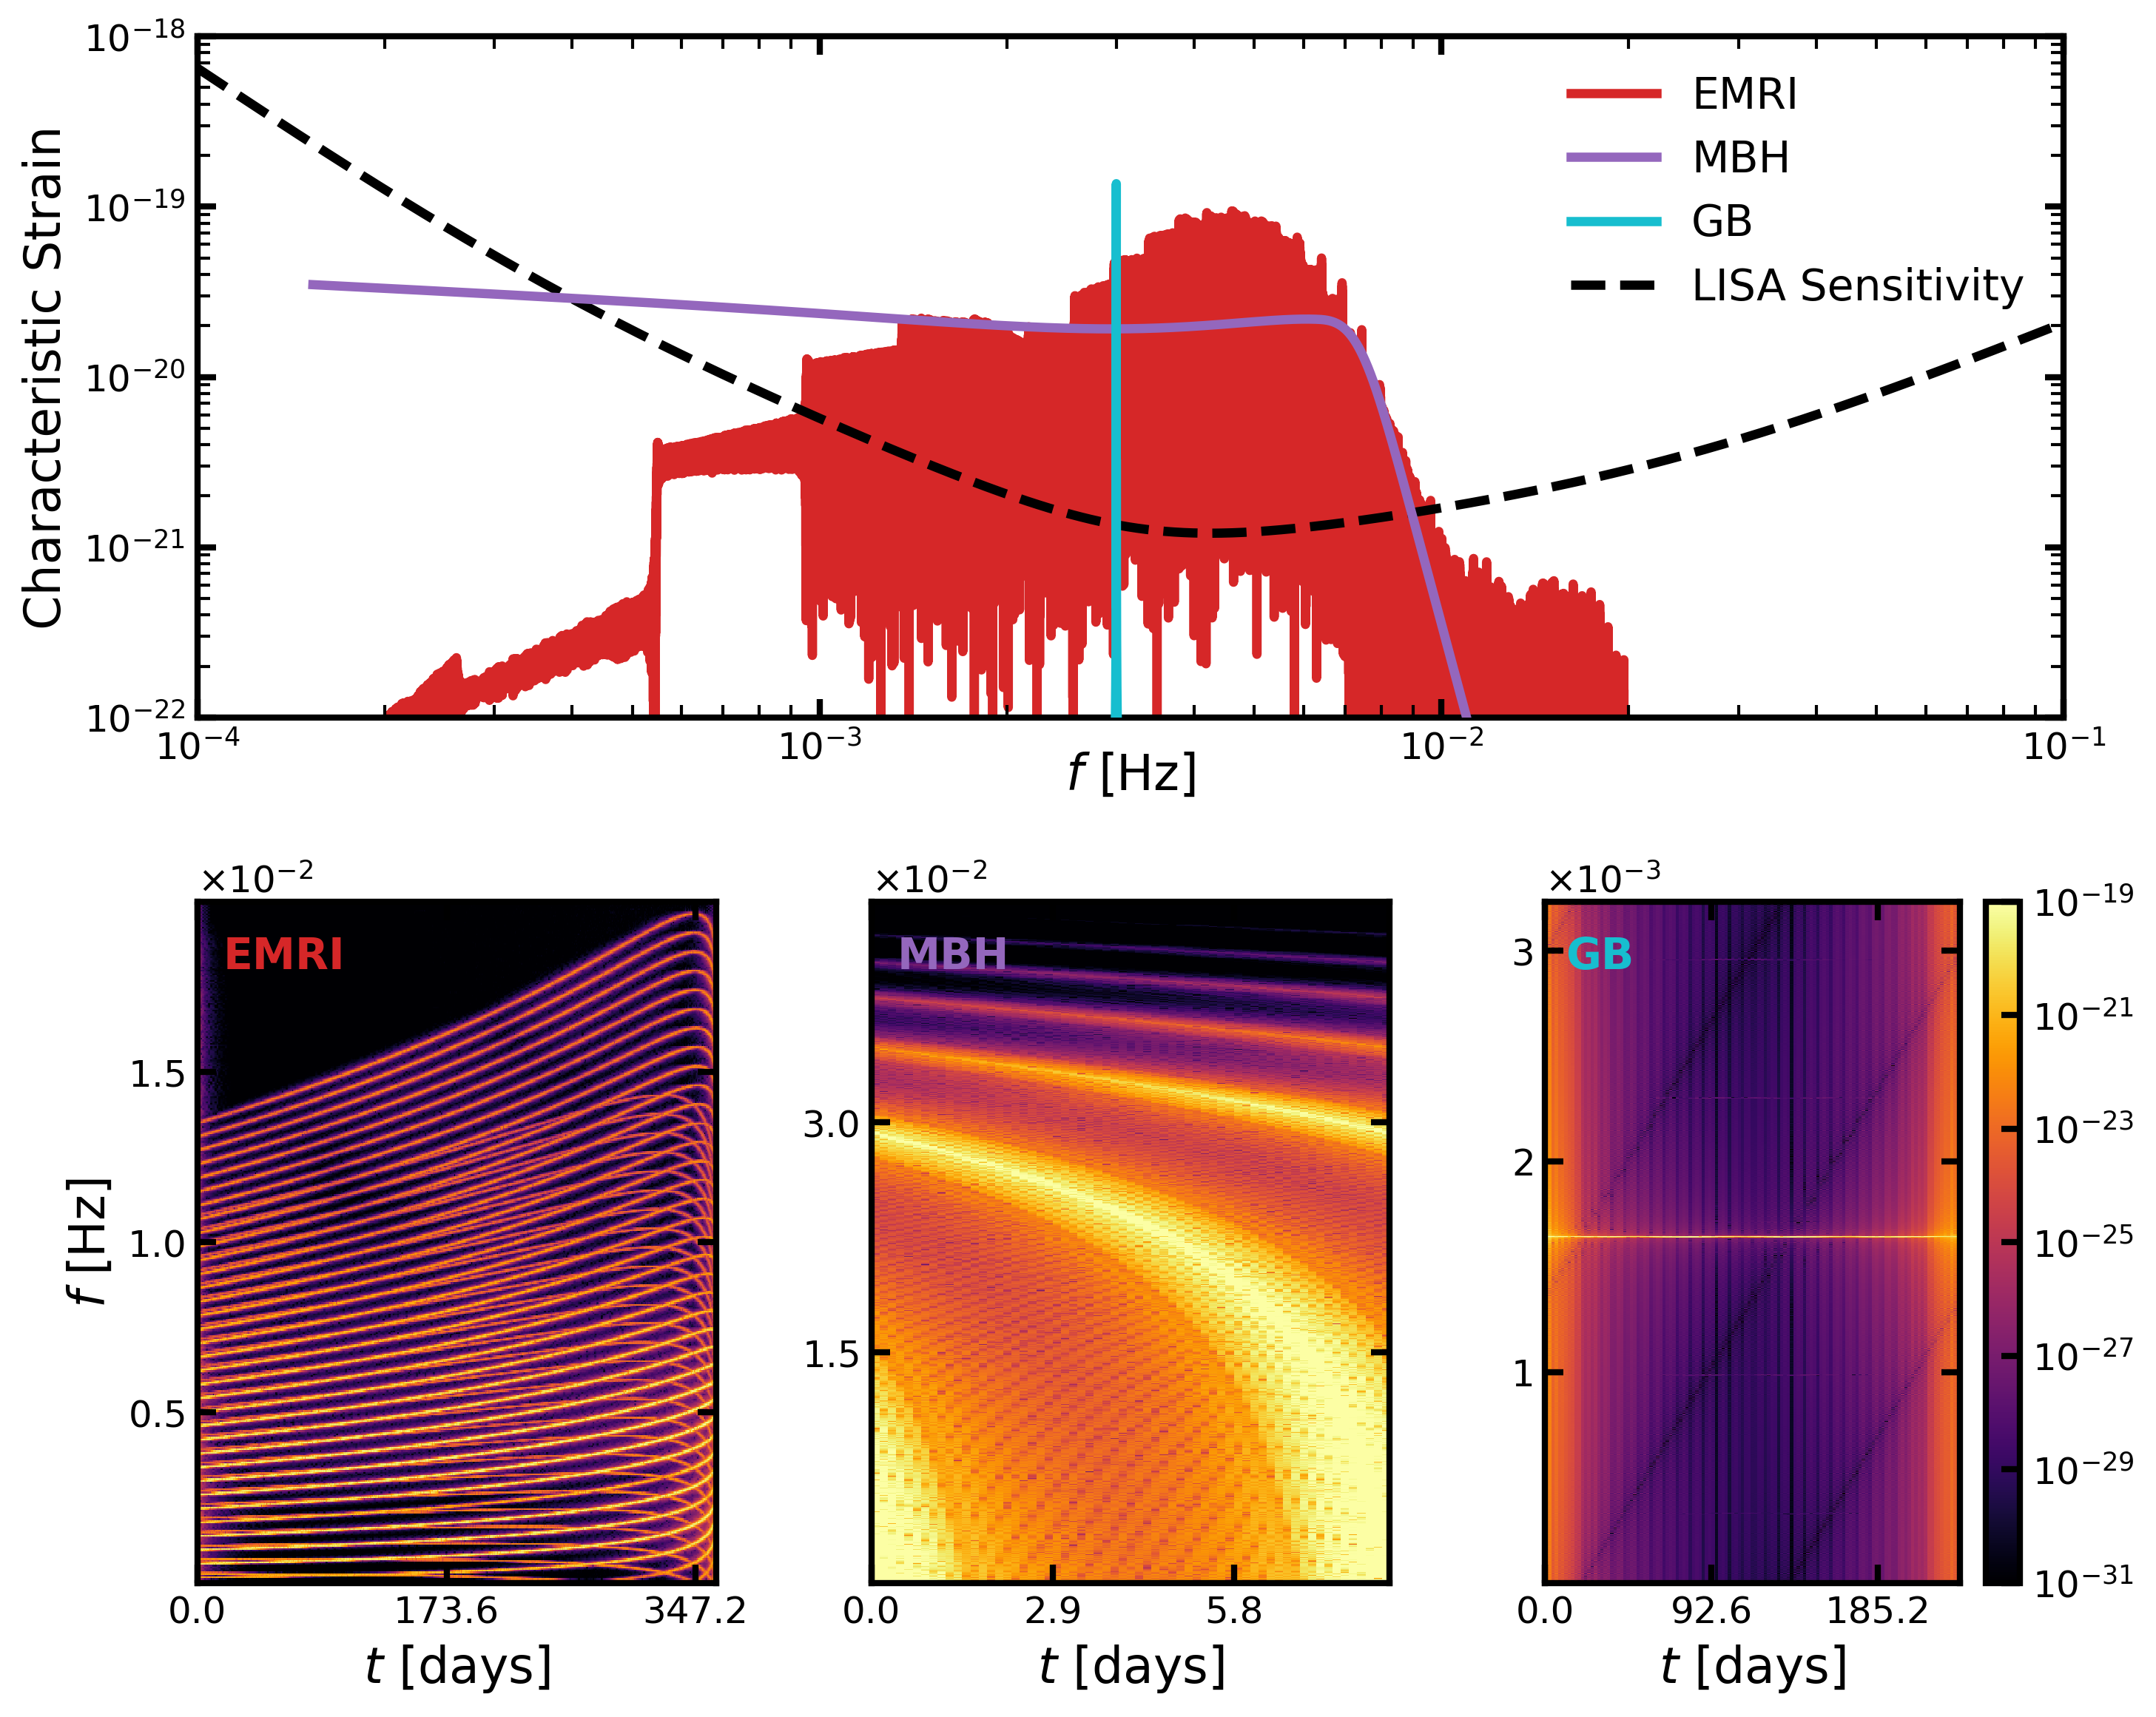 10⁻¹⁸
10⁻¹⁹
10⁻²⁰
10⁻²¹
10⁻²²
Characteristic Strain
EMRI
MBH
GB
LISA Sensitivity
10⁻⁴
10⁻³
10⁻²
10⁻¹
f [Hz]
×10⁻²
EMRI
1.5
1.0
0.5
f [Hz]
0.0
173.6
347.2
t [days]
×10⁻²
MBH
3.0
1.5
0.0
2.9
5.8
t [days]
×10⁻³
GB
3
2
1
0.0
92.6
185.2
t [days]
10⁻¹⁹
10⁻²¹
10⁻²³
10⁻²⁵
10⁻²⁷
10⁻²⁹
10⁻³¹